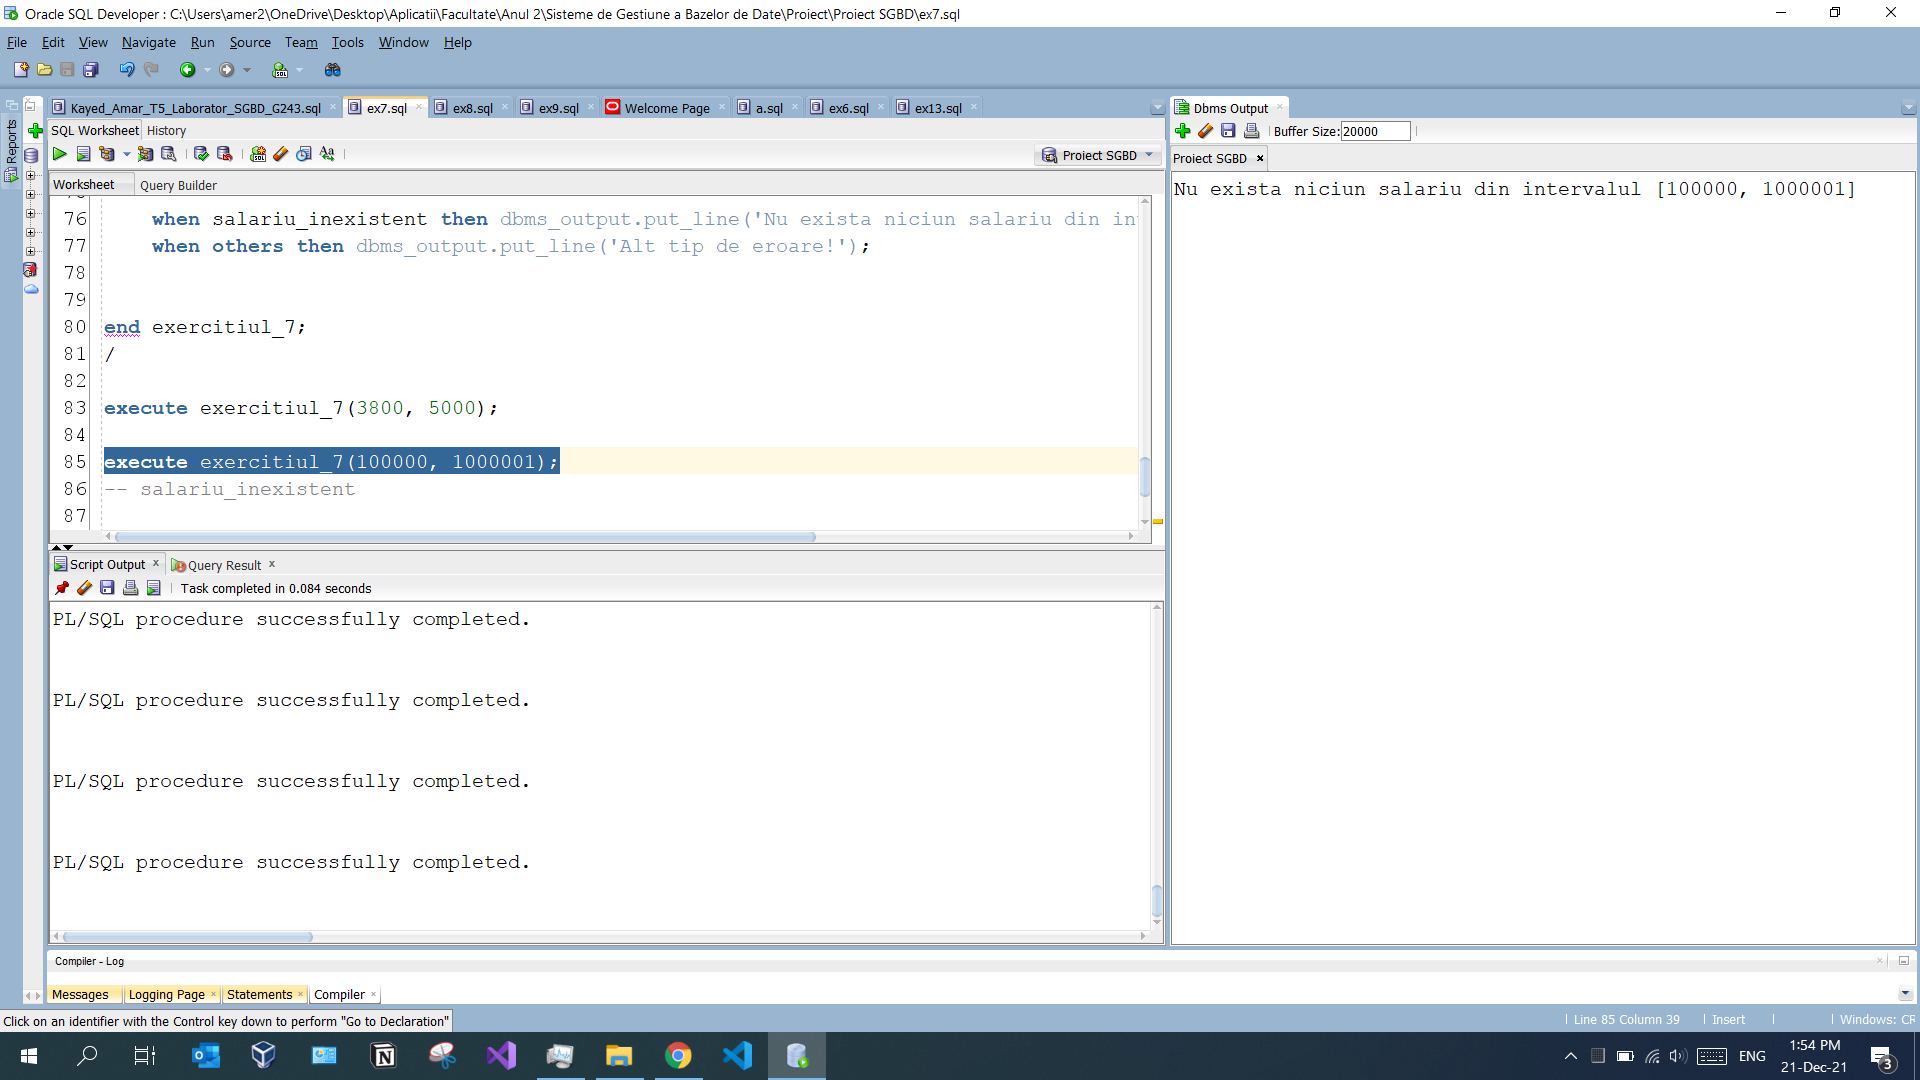 Oracle SQL Developer : C:\Users\amer2\OneDrive\Desktop\Aplicatii\Facultate\Anul 2\Sisteme de Gestiune a Bazelor de Date\Proiect\Proiect SGBD\ex7.sql
File Edit View Navigate Run Source Team Tools Window Help
Kayed_Amar_T5_Laborator_SGBD_G243.sql ex7.sql ex8.sql ex9.sql Welcome Page a.sql ex6.sql ex13.sql
SQL Worksheet History
Proiect SGBD
Worksheet Query Builder
76 when salariu_inexistent then dbms_output.put_line('Nu exista niciun salariu din in
77 when others then dbms_output.put_line('Alt tip de eroare!');
78
79
80 end exercitiul_7;
81 /
82
83 execute exercitiul_7(3800, 5000);
84
85 execute exercitiul_7(100000, 1000001);
86 -- salariu_inexistent
87
Script Output Query Result
Task completed in 0.084 seconds
PL/SQL procedure successfully completed.
PL/SQL procedure successfully completed.
PL/SQL procedure successfully completed.
PL/SQL procedure successfully completed.
Reports
Dbms Output
Buffer Size: 20000
Proiect SGBD
Nu exista niciun salariu din intervalul [100000, 1000001]
Compiler - Log
Messages Logging Page Statements Compiler
Click on an identifier with the Control key down to perform "Go to Declaration"
Line 85 Column 39 Insert Windows: CR
ENG
1:54 PM
21-Dec-21
3